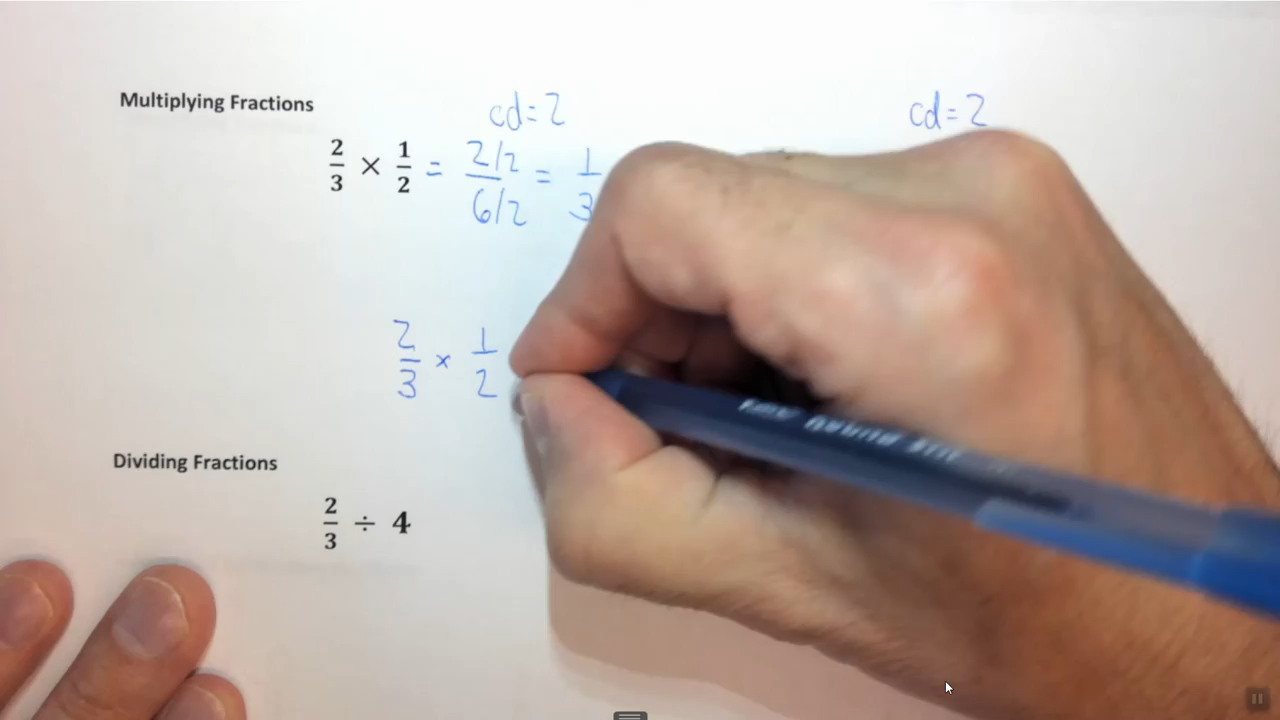 Multiplying Fractions
cd=2 cd=2
2/3 × 1/2 = 2/2 / 6/2 = 1/3
2/3 × 1/2
Dividing Fractions
2/3 ÷ 4